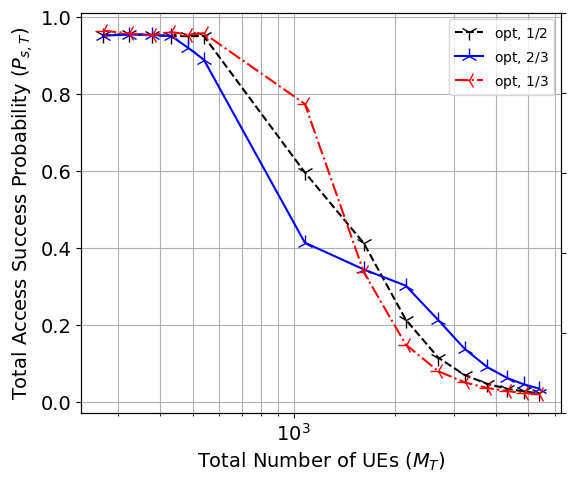 1.0
0.8
0.6
0.4
0.2
0.0
Total Access Success Probability ($P_{s,T}$)
opt, 1/2
opt, 2/3
opt, 1/3
$10^3$
Total Number of UEs ($M_T$)